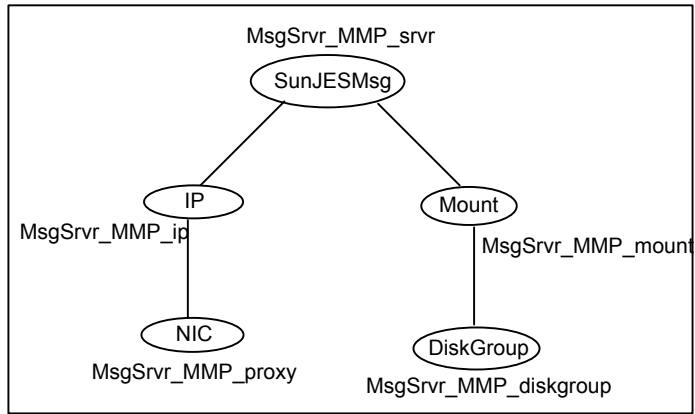 MsgSrvr_MMP_srvr
SunJESMsg
IP
Mount
MsgSrvr_MMP_ip
MsgSrvr_MMP_mount
NIC
DiskGroup
MsgSrvr_MMP_proxy
MsgSrvr_MMP_diskgroup